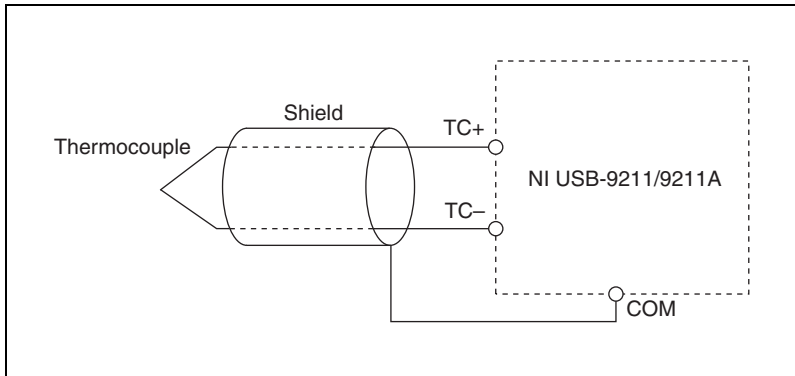 Shield
TC+
Thermocouple
NI USB-9211/9211A
TC–
COM